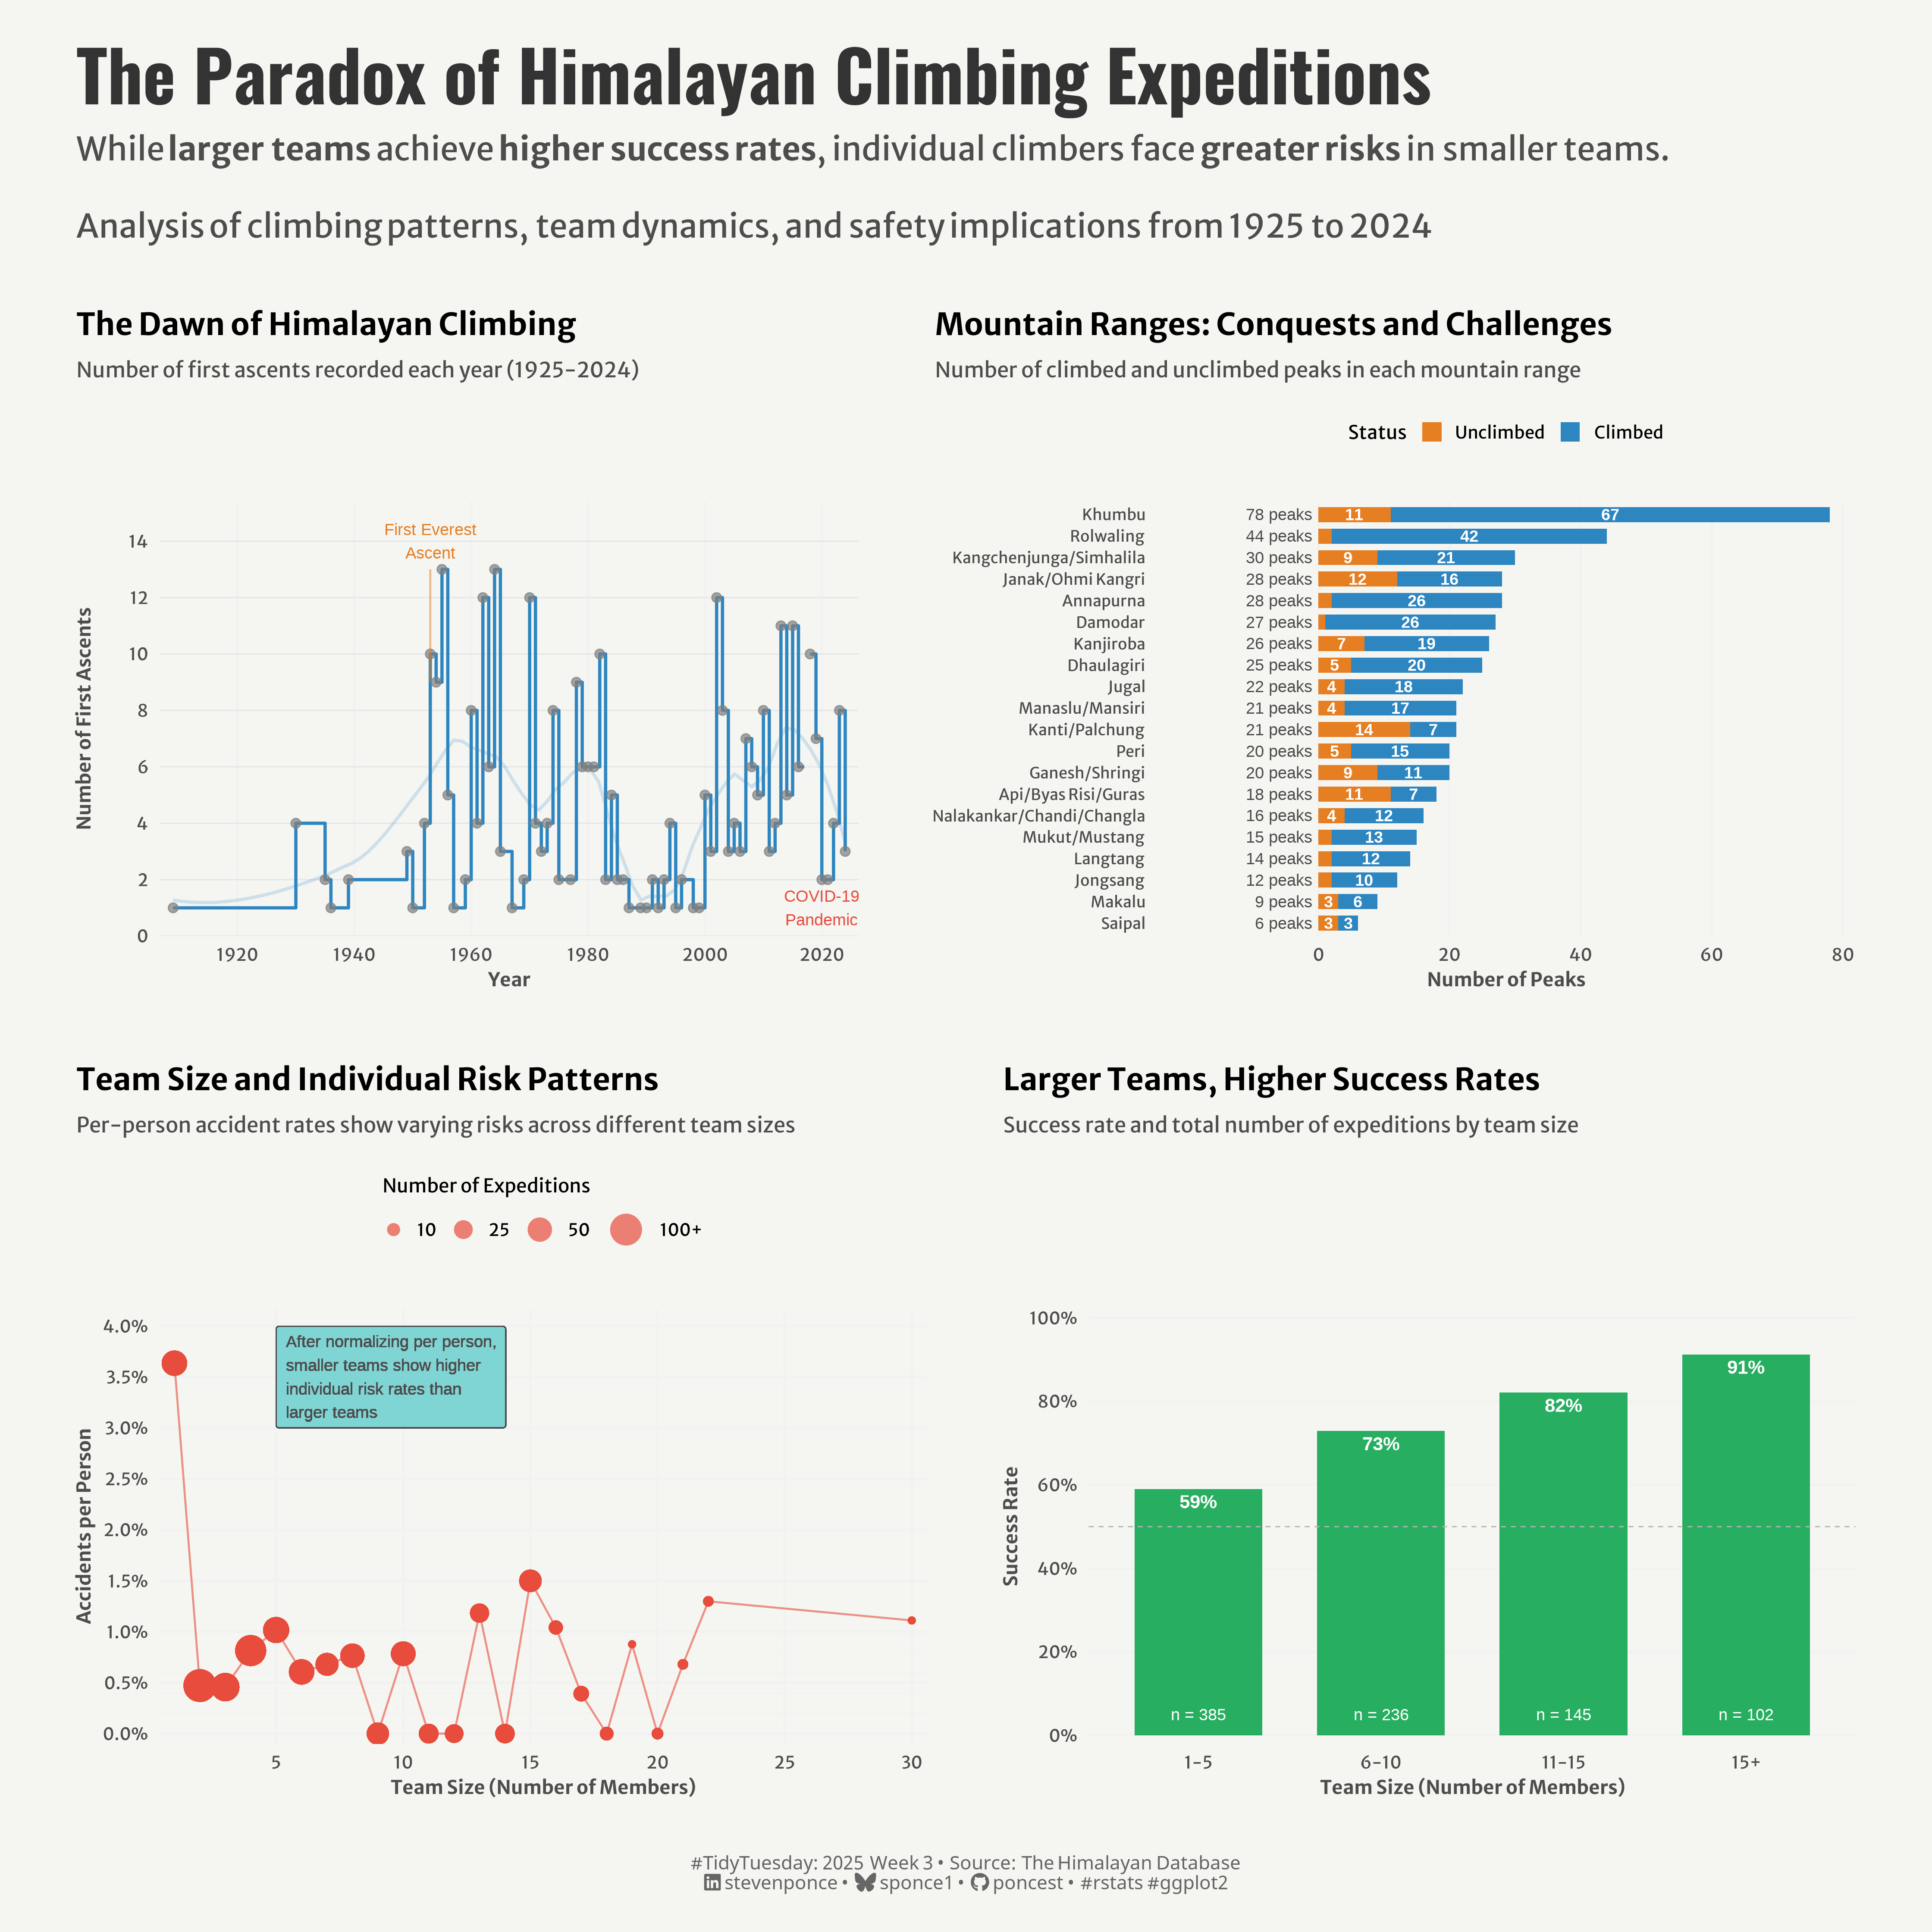 The Paradox of Himalayan Climbing Expeditions
While larger teams achieve higher success rates, individual climbers face greater risks in smaller teams.
Analysis of climbing patterns, team dynamics, and safety implications from 1925 to 2024
The Dawn of Himalayan Climbing
Number of first ascents recorded each year (1925-2024)
First Everest
Ascent
COVID-19
Pandemic
Number of First Ascents
14
12
10
8
6
4
2
0
1920 1940 1960 1980 2000 2020
Year
Mountain Ranges: Conquests and Challenges
Number of climbed and unclimbed peaks in each mountain range
Status Unclimbed Climbed
Khumbu 78 peaks 11 67
Rolwaling 44 peaks 42
Kangchenjunga/Simhalila 30 peaks 9 21
Janak/Ohmi Kangri 28 peaks 12 16
Annapurna 28 peaks 26
Damodar 27 peaks 26
Kanjiroba 26 peaks 7 19
Dhaulagiri 25 peaks 5 20
Jugal 22 peaks 4 18
Manaslu/Mansiri 21 peaks 4 17
Kanti/Palchung 21 peaks 14 7
Peri 20 peaks 5 15
Ganesh/Shringi 20 peaks 9 11
Api/Byas Risi/Guras 18 peaks 11 7
Nalakankar/Chandi/Changla 16 peaks 4 12
Mukut/Mustang 15 peaks 13
Langtang 14 peaks 12
Jongsang 12 peaks 10
Makalu 9 peaks 3 6
Saipal 6 peaks 3 3
0 20 40 60 80
Number of Peaks
Team Size and Individual Risk Patterns
Per-person accident rates show varying risks across different team sizes
Number of Expeditions
10 25 50 100+
After normalizing per person,
smaller teams show higher
individual risk rates than
larger teams
Accidents per Person
4.0%
3.5%
3.0%
2.5%
2.0%
1.5%
1.0%
0.5%
0.0%
5 10 15 20 25 30
Team Size (Number of Members)
Larger Teams, Higher Success Rates
Success rate and total number of expeditions by team size
Success Rate
100%
80%
60%
40%
20%
0%
59% 73% 82% 91%
n = 385 n = 236 n = 145 n = 102
1-5 6-10 11-15 15+
Team Size (Number of Members)
#TidyTuesday: 2025 Week 3 • Source: The Himalayan Database
stevenponce • sponce1 • poncest • #rstats #ggplot2